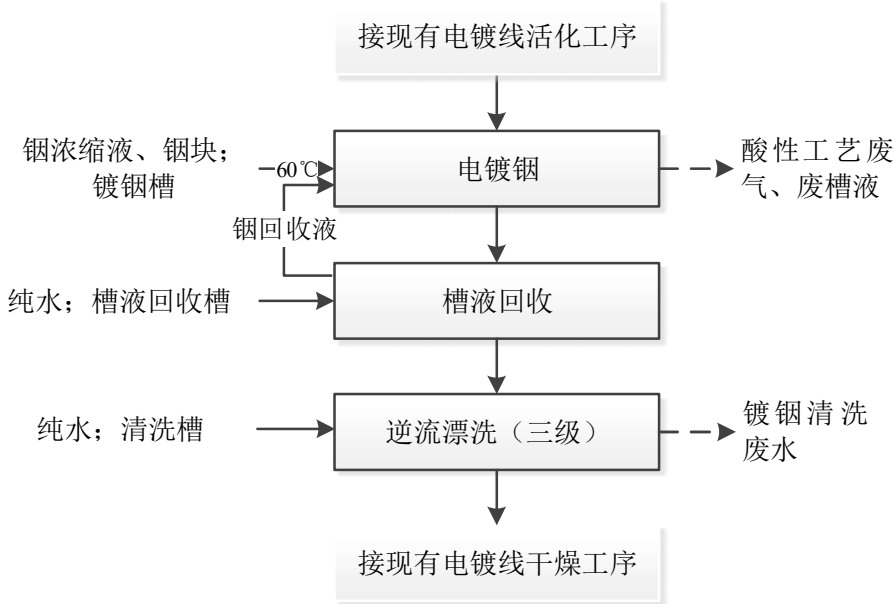 接现有电镀线活化工序
铟浓缩液、铟块；
镀铟槽
60℃
电镀铟
酸性工艺废
气、废槽液
铟回收液
纯水；槽液回收槽
槽液回收
纯水；清洗槽
逆流漂洗（三级）
镀铟清洗
废水
接现有电镀线干燥工序